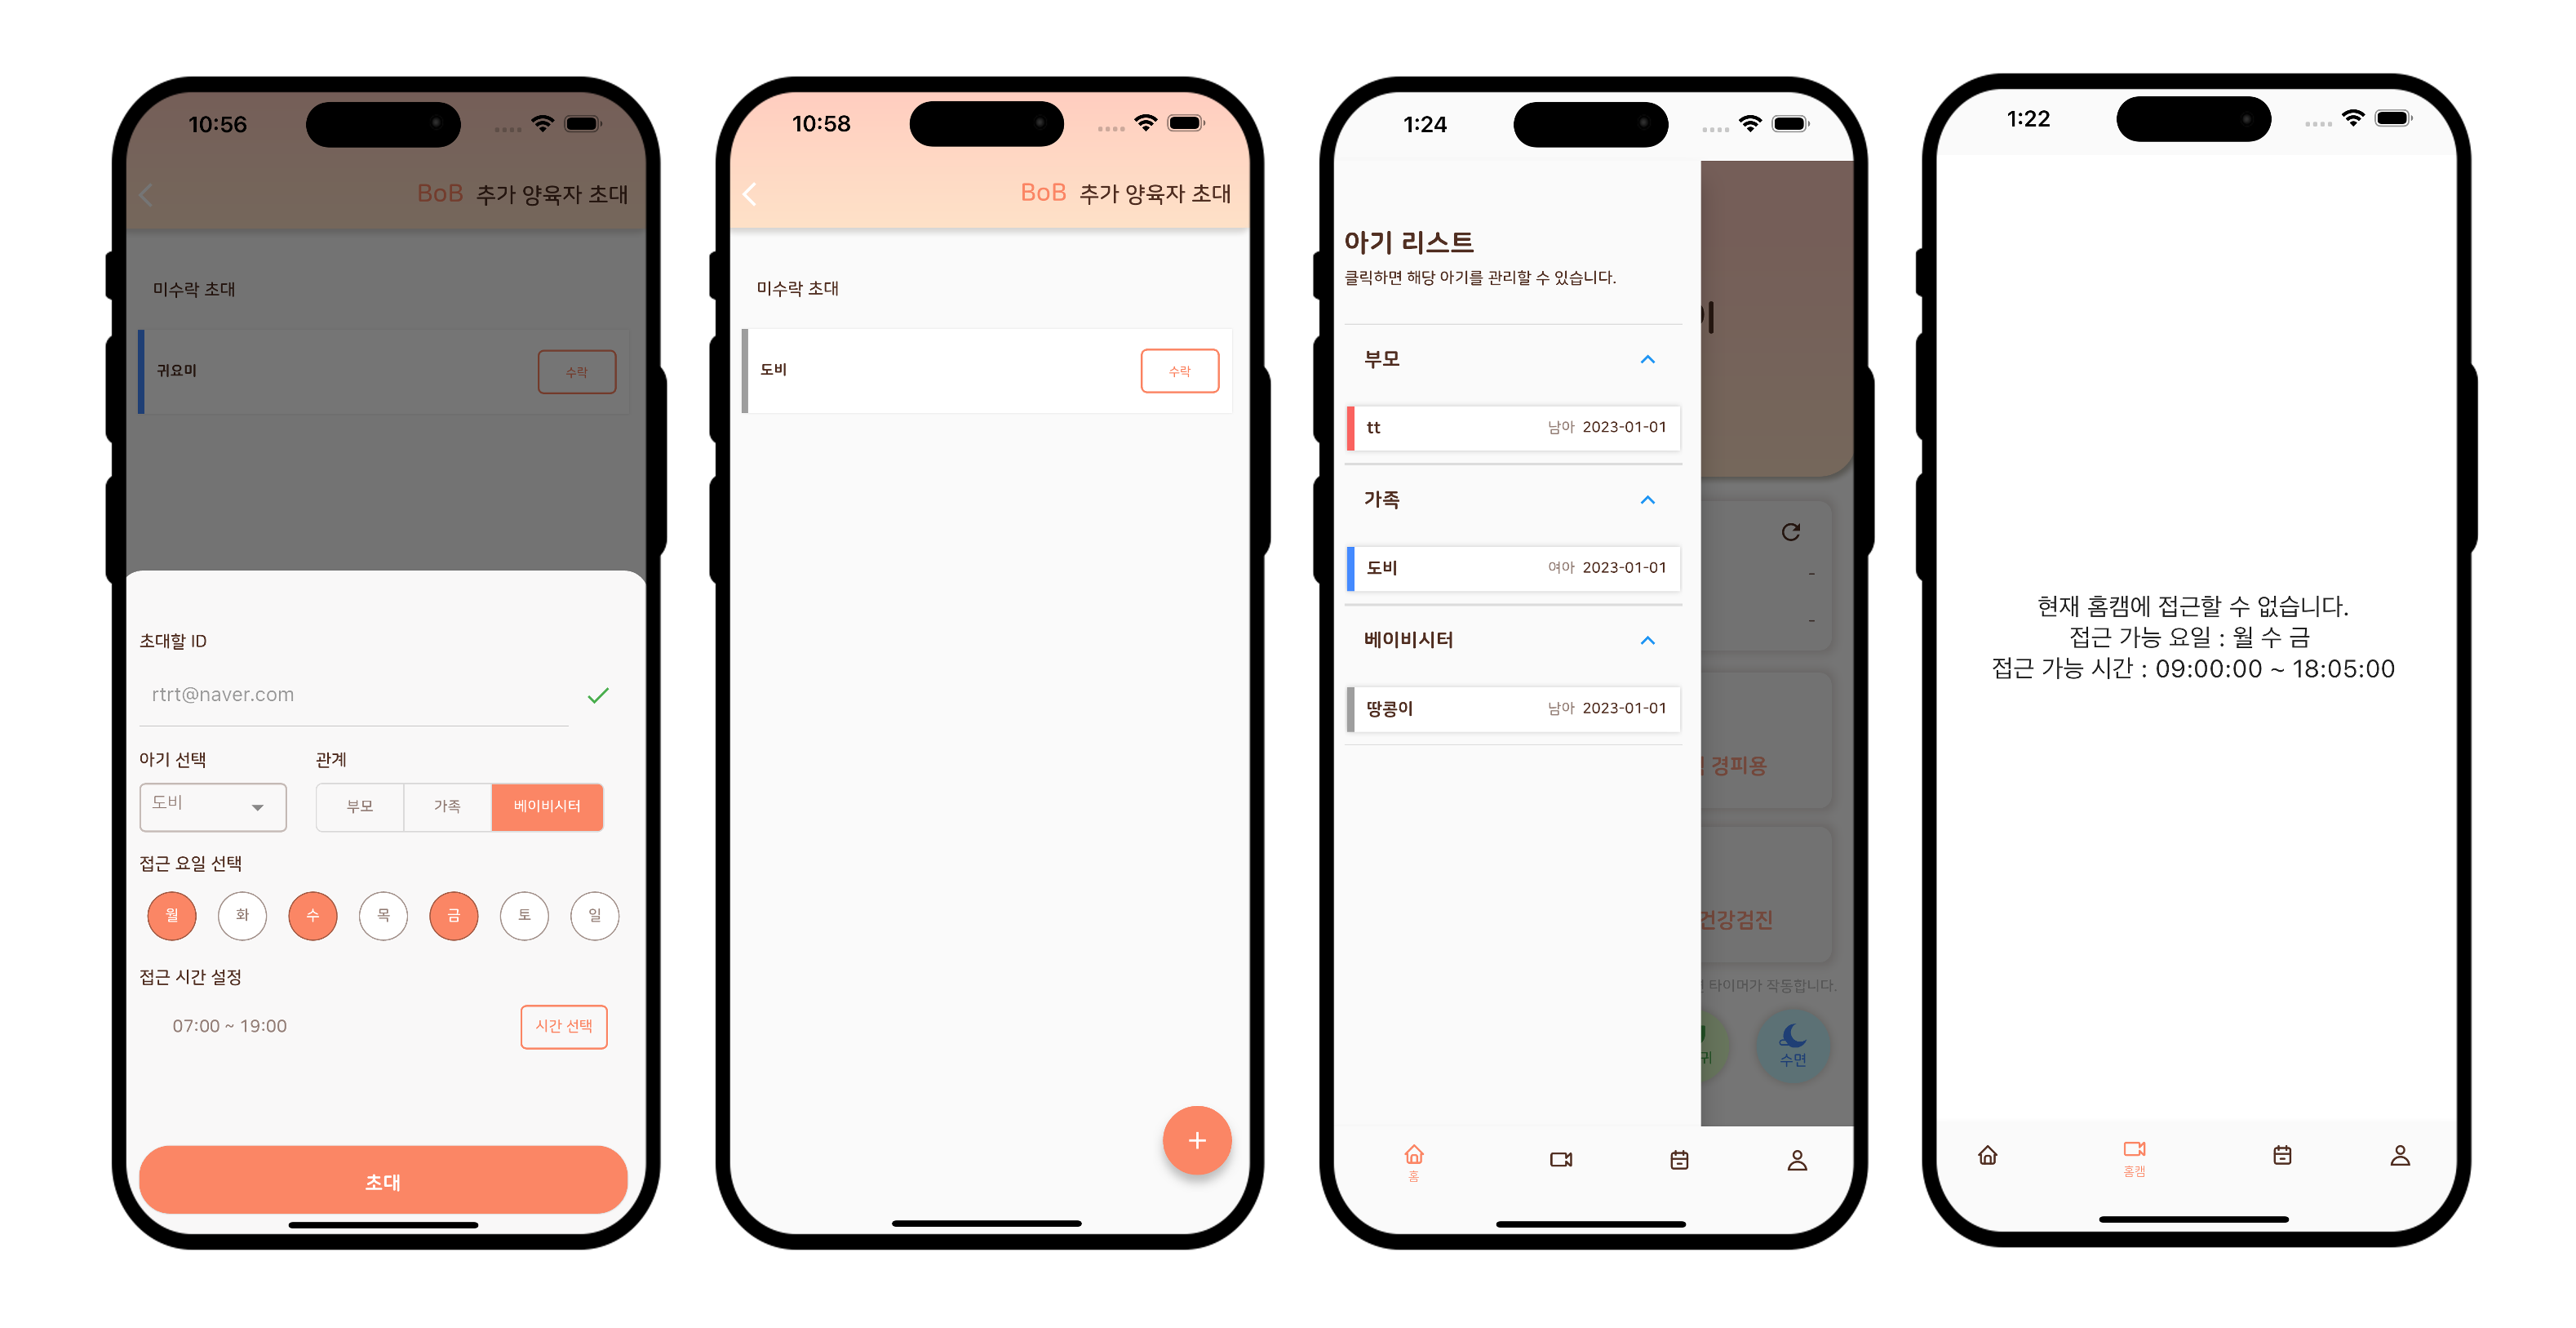 10:56
BoB 추가 양육자 초대
미수락 초대
귀요미 수락
초대할 ID
rtrt@naver.com
아기 선택 관계
도비 부모 가족 베이비시터
접근 요일 선택
월 화 수 목 금 토 일
접근 시간 설정
07:00 ~ 19:00 시간 선택
초대
10:58
BoB 추가 양육자 초대
미수락 초대
도비 수락
+
1:24
아기 리스트
클릭하면 해당 아기를 관리할 수 있습니다.
부모
tt 남아 2023-01-01
가족
도비 여아 2023-01-01
베이비시터
땅콩이 남아 2023-01-01
이
-
-
경피용
건강검진
타이머가 작동합니다.
귀 수면
홈
1:22
현재 홈캠에 접근할 수 없습니다.
접근 가능 요일 : 월 수 금
접근 가능 시간 : 09:00:00 ~ 18:05:00
홈캠